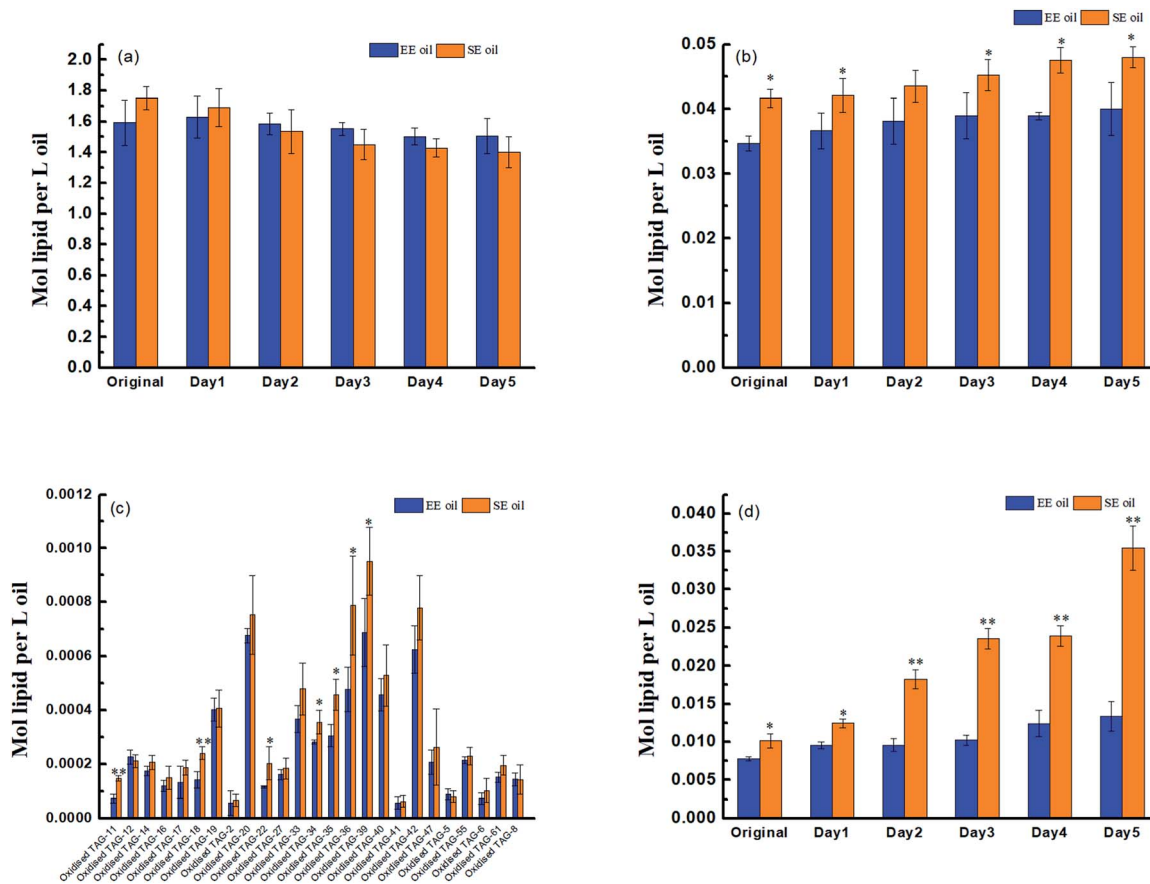 (a)
EE oil SE oil
Mol lipid per L oil
2.0
1.8
1.6
1.4
1.2
1.0
0.8
0.6
0.4
0.2
0.0
Original Day1 Day2 Day3 Day4 Day5
(b)
EE oil SE oil
Mol lipid per L oil
0.05
0.04
0.03
0.02
0.01
0.00
* * * * *
Original Day1 Day2 Day3 Day4 Day5
(c)
EE oil SE oil
Mol lipid per L oil
0.0012
0.0010
0.0008
0.0006
0.0004
0.0002
0.0000
** ** * * * * *
Oxidised TAG-11
Oxidised TAG-12
Oxidised TAG-14
Oxidised TAG-16
Oxidised TAG-17
Oxidised TAG-18
Oxidised TAG-19
Oxidised TAG-2
Oxidised TAG-20
Oxidised TAG-22
Oxidised TAG-27
Oxidised TAG-33
Oxidised TAG-34
Oxidised TAG-35
Oxidised TAG-36
Oxidised TAG-39
Oxidised TAG-40
Oxidised TAG-41
Oxidised TAG-42
Oxidised TAG-47
Oxidised TAG-5
Oxidised TAG-55
Oxidised TAG-6
Oxidised TAG-61
Oxidised TAG-8
(d)
EE oil SE oil
Mol lipid per L oil
0.040
0.035
0.030
0.025
0.020
0.015
0.010
0.005
0.000
* * ** ** ** **
Original Day1 Day2 Day3 Day4 Day5